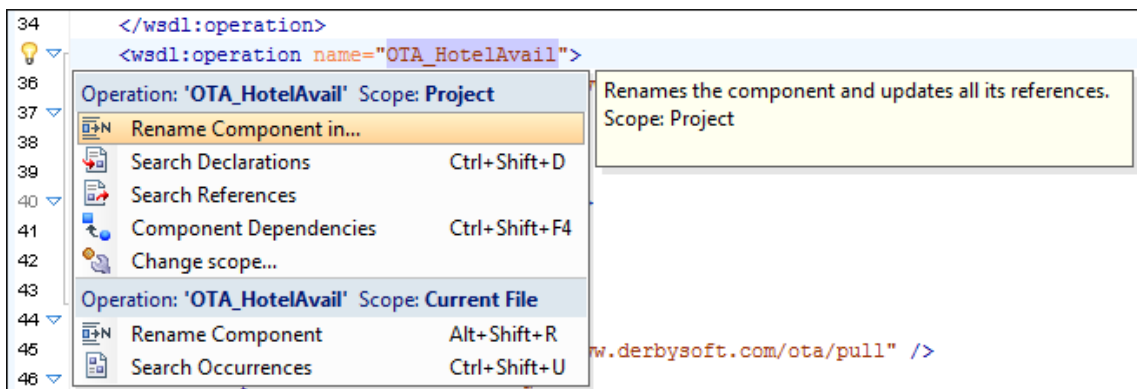 34 </wsdl:operation>
<wsdl:operation name="OTA_HotelAvail">
36
Operation: 'OTA_HotelAvail' Scope: Project
Renames the component and updates all its references.
Scope: Project
37
Rename Component in...
38
Search Declarations Ctrl+Shift+D
39
Search References
40
Component Dependencies Ctrl+Shift+F4
41
Change scope...
42
Operation: 'OTA_HotelAvail' Scope: Current File
43
44
Rename Component Alt+Shift+R
45 w.derbysoft.com/ota/pull" />
Search Occurrences Ctrl+Shift+U
46